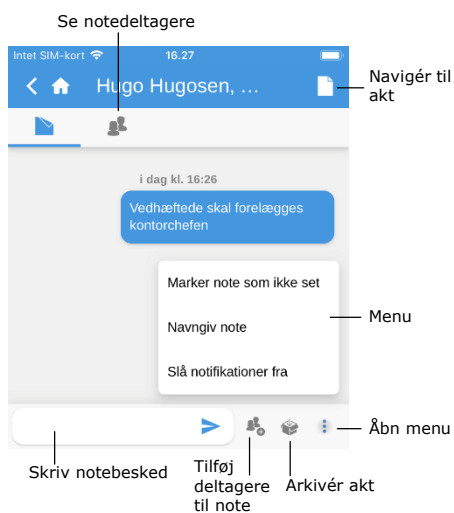 Se notedeltagere
Intet SIM-kort 16.27
Hugo Hugosen, ...
Navigér til
akt
i dag kl. 16:26
Vedhæftede skal forelægges
kontorchefen
Marker note som ikke set
Navngiv note
Menu
Slå notifikationer fra
Åbn menu
Skriv notebesked
Tilføj
deltagere
til note
Arkivér akt